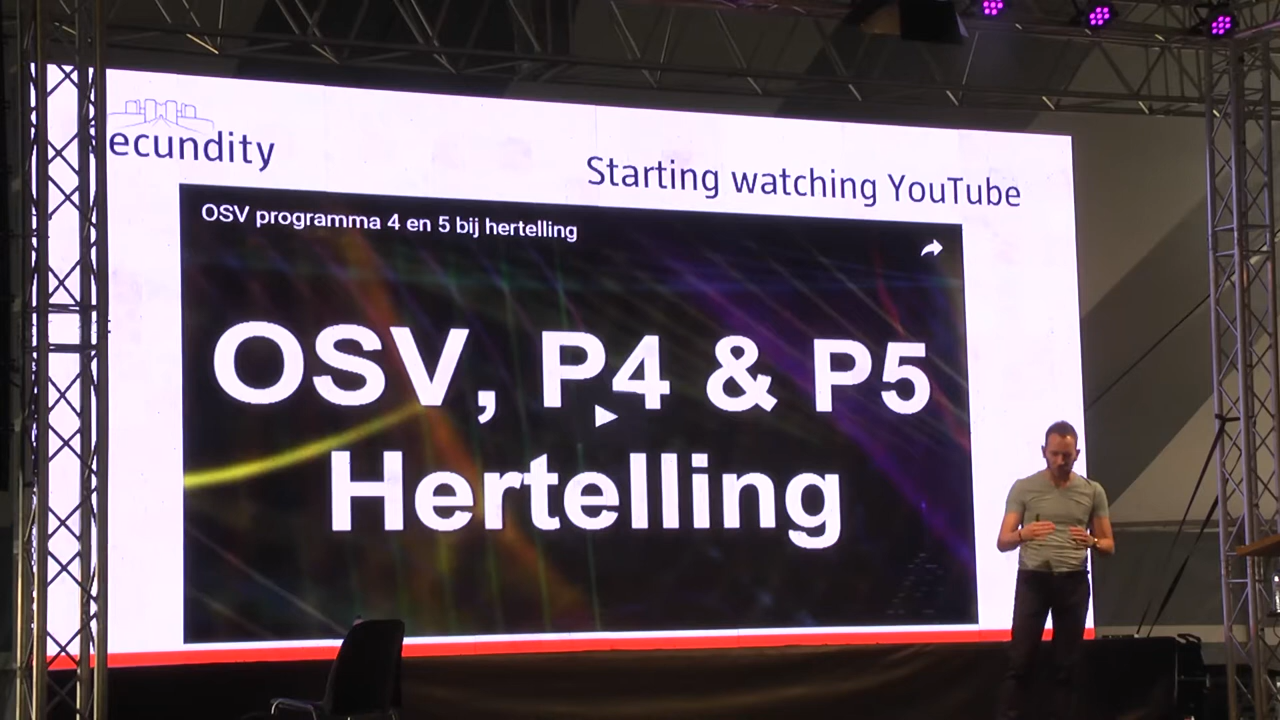 ecundity
Starting watching YouTube
OSV programma 4 en 5 bij hertelling
OSV, P4 & P5
Hertelling